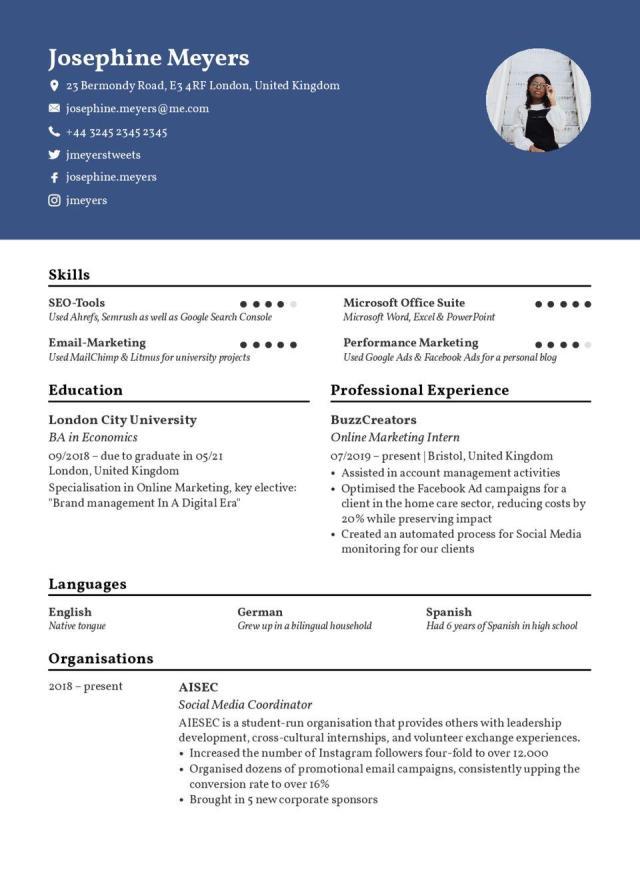 Josephine Meyers
23 Bermondy Road, E3 4RF London, United Kingdom
josephine.meyers@me.com
+44 3245 2345 2345
jmeyerstweets
josephine.meyers
jmeyers
Skills
SEO-Tools
Used Ahrefs, Semrush as well as Google Search Console
Microsoft Office Suite
Microsoft Word, Excel & PowerPoint
Email-Marketing
Used MailChimp & Litmus for university projects
Performance Marketing
Used Google Ads & Facebook Ads for a personal blog
Education
London City University
BA in Economics
09/2018 – due to graduate in 05/21
London, United Kingdom
Specialisation in Online Marketing, key elective:
"Brand management In A Digital Era"
Professional Experience
BuzzCreators
Online Marketing Intern
07/2019 – present | Bristol, United Kingdom
• Assisted in account management activities
• Optimised the Facebook Ad campaigns for a
client in the home care sector, reducing costs by
20% while preserving impact
• Created an automated process for Social Media
monitoring for our clients
Languages
English
Native tongue
German
Grew up in a bilingual household
Spanish
Had 6 years of Spanish in high school
Organisations
2018 – present
AISEC
Social Media Coordinator
AIESEC is a student-run organisation that provides others with leadership
development, cross-cultural internships, and volunteer exchange experiences.
• Increased the number of Instagram followers four-fold to over 12.000
• Organised dozens of promotional email campaigns, consistently upping the
conversion rate to over 16%
• Brought in 5 new corporate sponsors